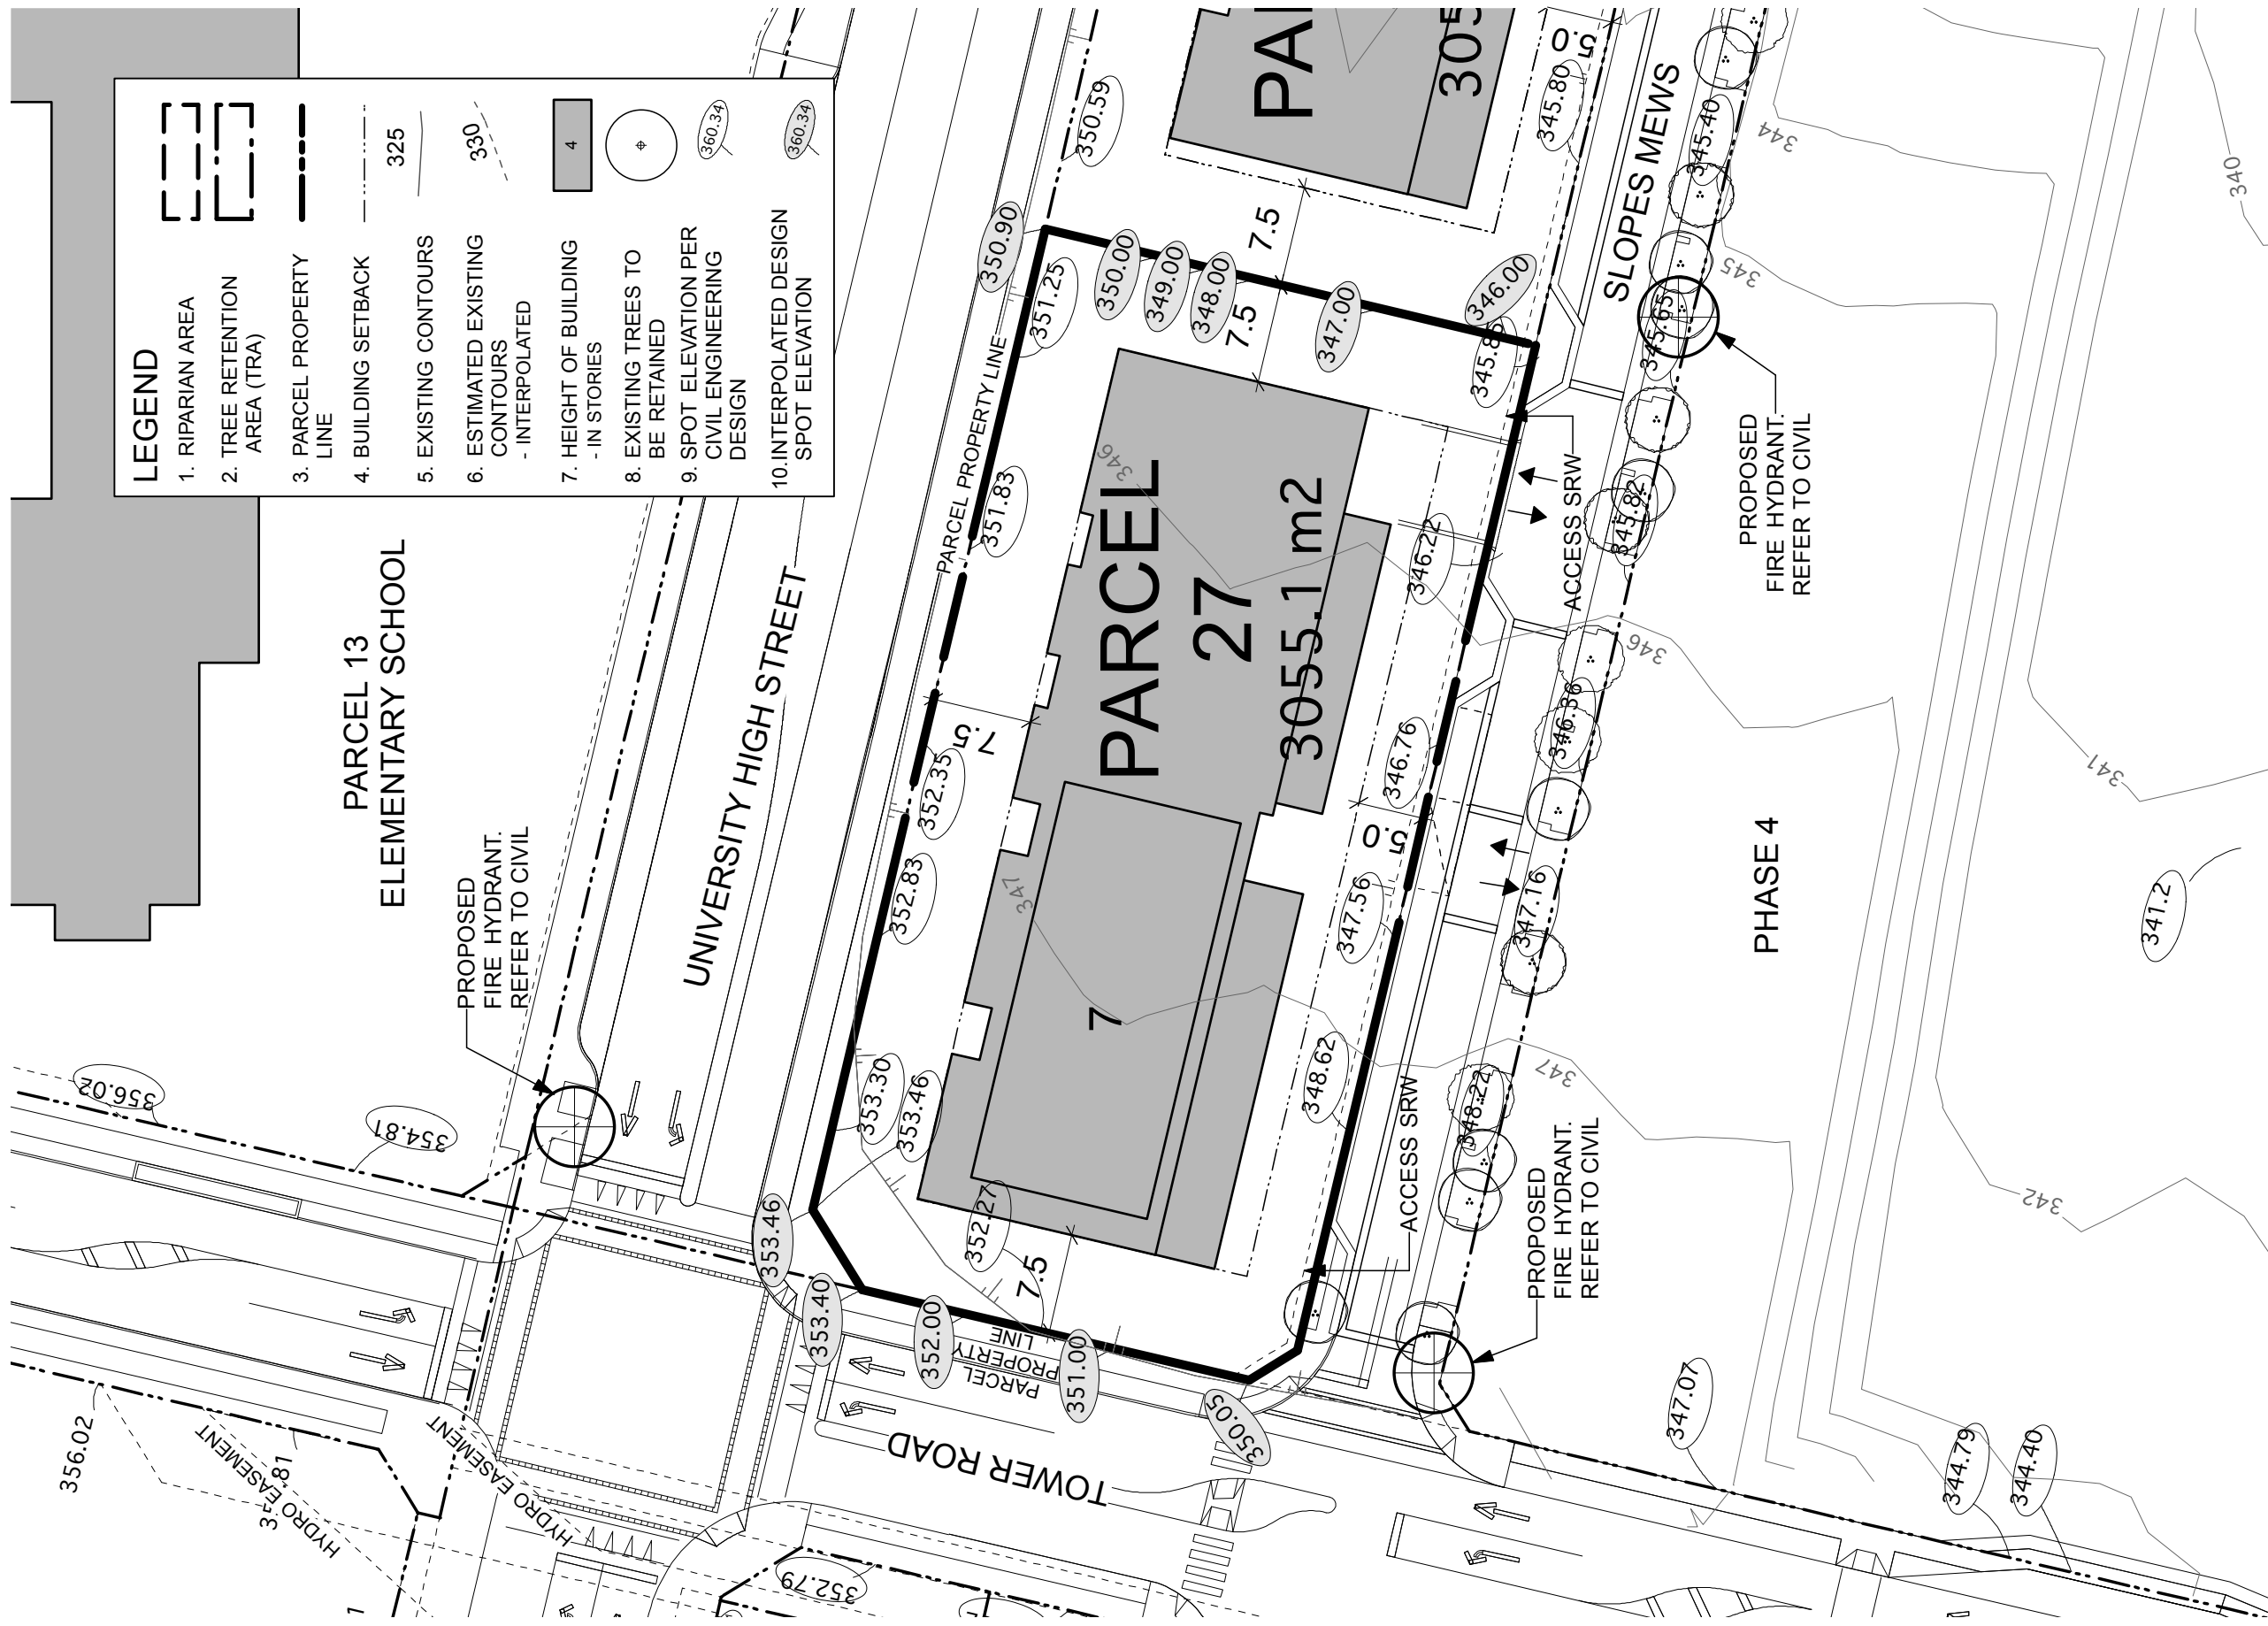 LEGEND
1. RIPARIAN AREA
2. TREE RETENTION
AREA (TRA)
3. PARCEL PROPERTY
LINE
4. BUILDING SETBACK
5. EXISTING CONTOURS
325
6. ESTIMATED EXISTING
CONTOURS
- INTERPOLATED
330
7. HEIGHT OF BUILDING
- IN STORIES
4
8. EXISTING TREES TO
BE RETAINED
9. SPOT ELEVATION PER
CIVIL ENGINEERING
DESIGN
360.34
10.INTERPOLATED DESIGN
SPOT ELEVATION
360.34
PARCEL 13
ELEMENTARY SCHOOL
PROPOSED
FIRE HYDRANT.
REFER TO CIVIL
UNIVERSITY HIGH STREET
PARCEL PROPERTY LINE
350.59
350.90
351.25
351.83
352.35
352.83
353.30
353.46
353.46
353.40
352.00
351.00
350.05
352.27
350.00
349.00
348.00
347.00
346.00
345.85
346.22
346.76
347.56
348.62
7.5
7.5
7.5
7.5
5.0
5.0
PARCEL
27
3055.1 m2
7
346
347
305
345.80
SLOPES MEWS
345.40
345.65
345.82
346.36
347.16
348.22
344
345
346
347
340
341
342
ACCESS SRW
ACCESS SRW
PROPOSED
FIRE HYDRANT.
REFER TO CIVIL
PROPOSED
FIRE HYDRANT.
REFER TO CIVIL
PHASE 4
341.2
347.07
344.79
344.40
PARCEL
PROPERTY
LINE
TOWER ROAD
356.02
354.81
356.02
HYDRO EASEMENT
HYDRO EASEMENT
352.79